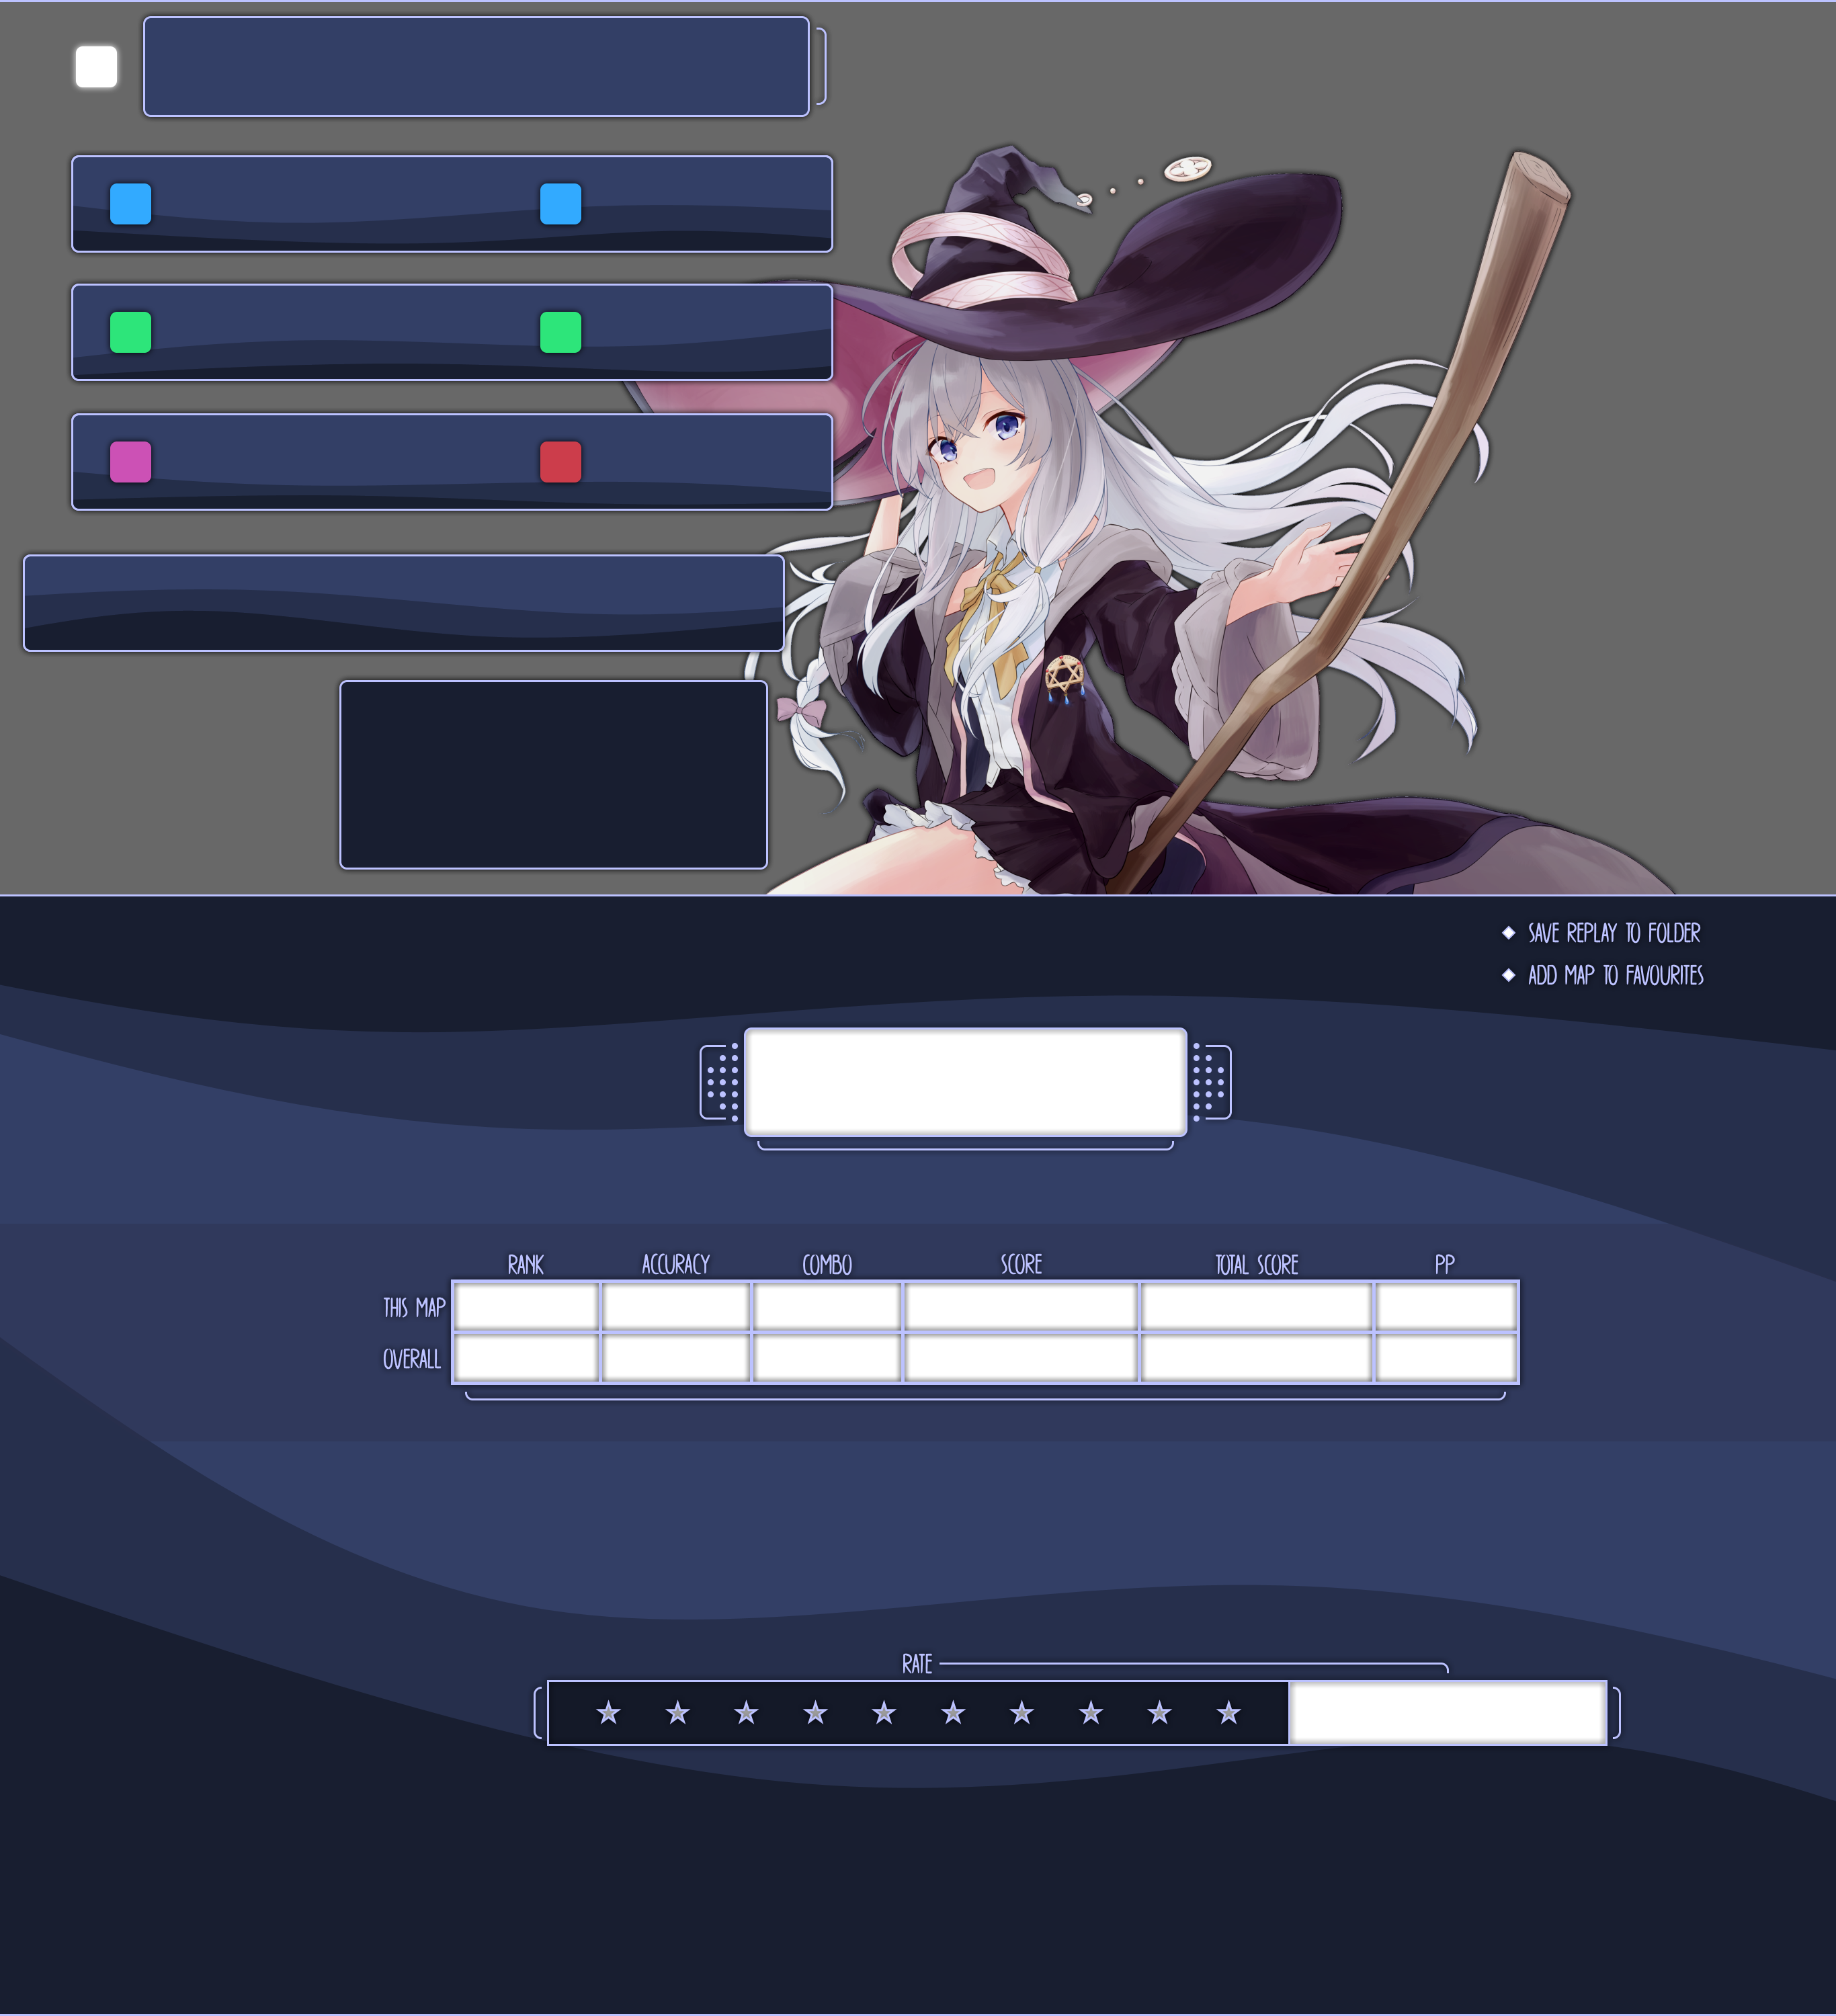 SAVE REPLAY TO FOLDER
ADD MAP TO FAVOURITES
RANK ACCURACY COMBO SCORE TOTAL SCORE PP
THIS MAP
OVERALL
RATE